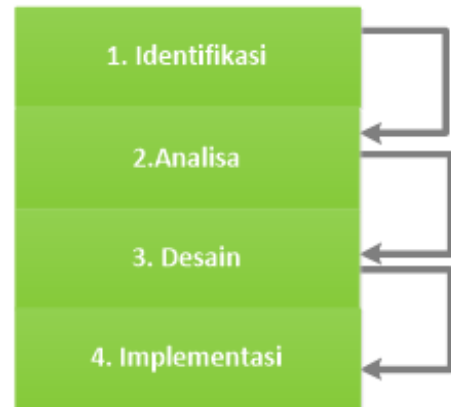 1. Identifikasi
2.Analisa
3. Desain
4. Implementasi